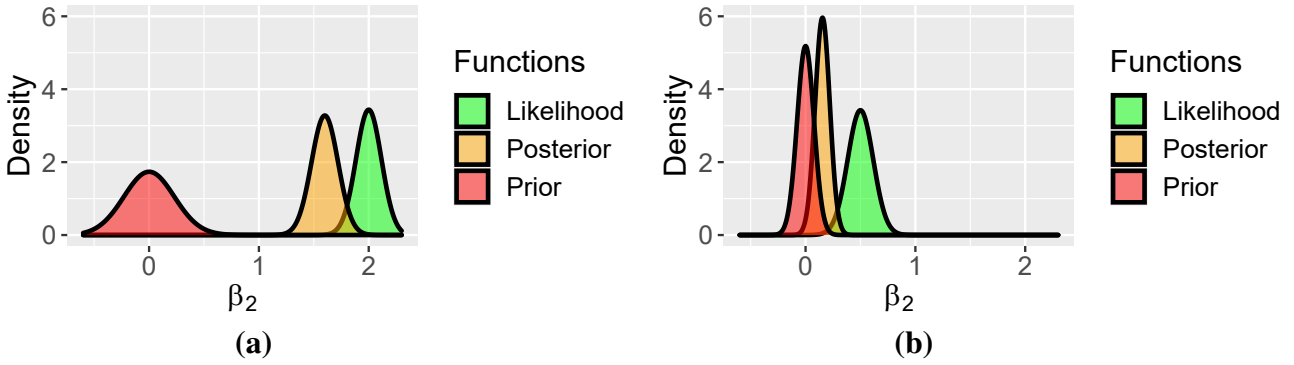 6
4
2
0
Density
0 1 2
β2
Functions
Likelihood
Posterior
Prior
(a)
6
4
2
0
Density
0 1 2
β2
Functions
Likelihood
Posterior
Prior
(b)